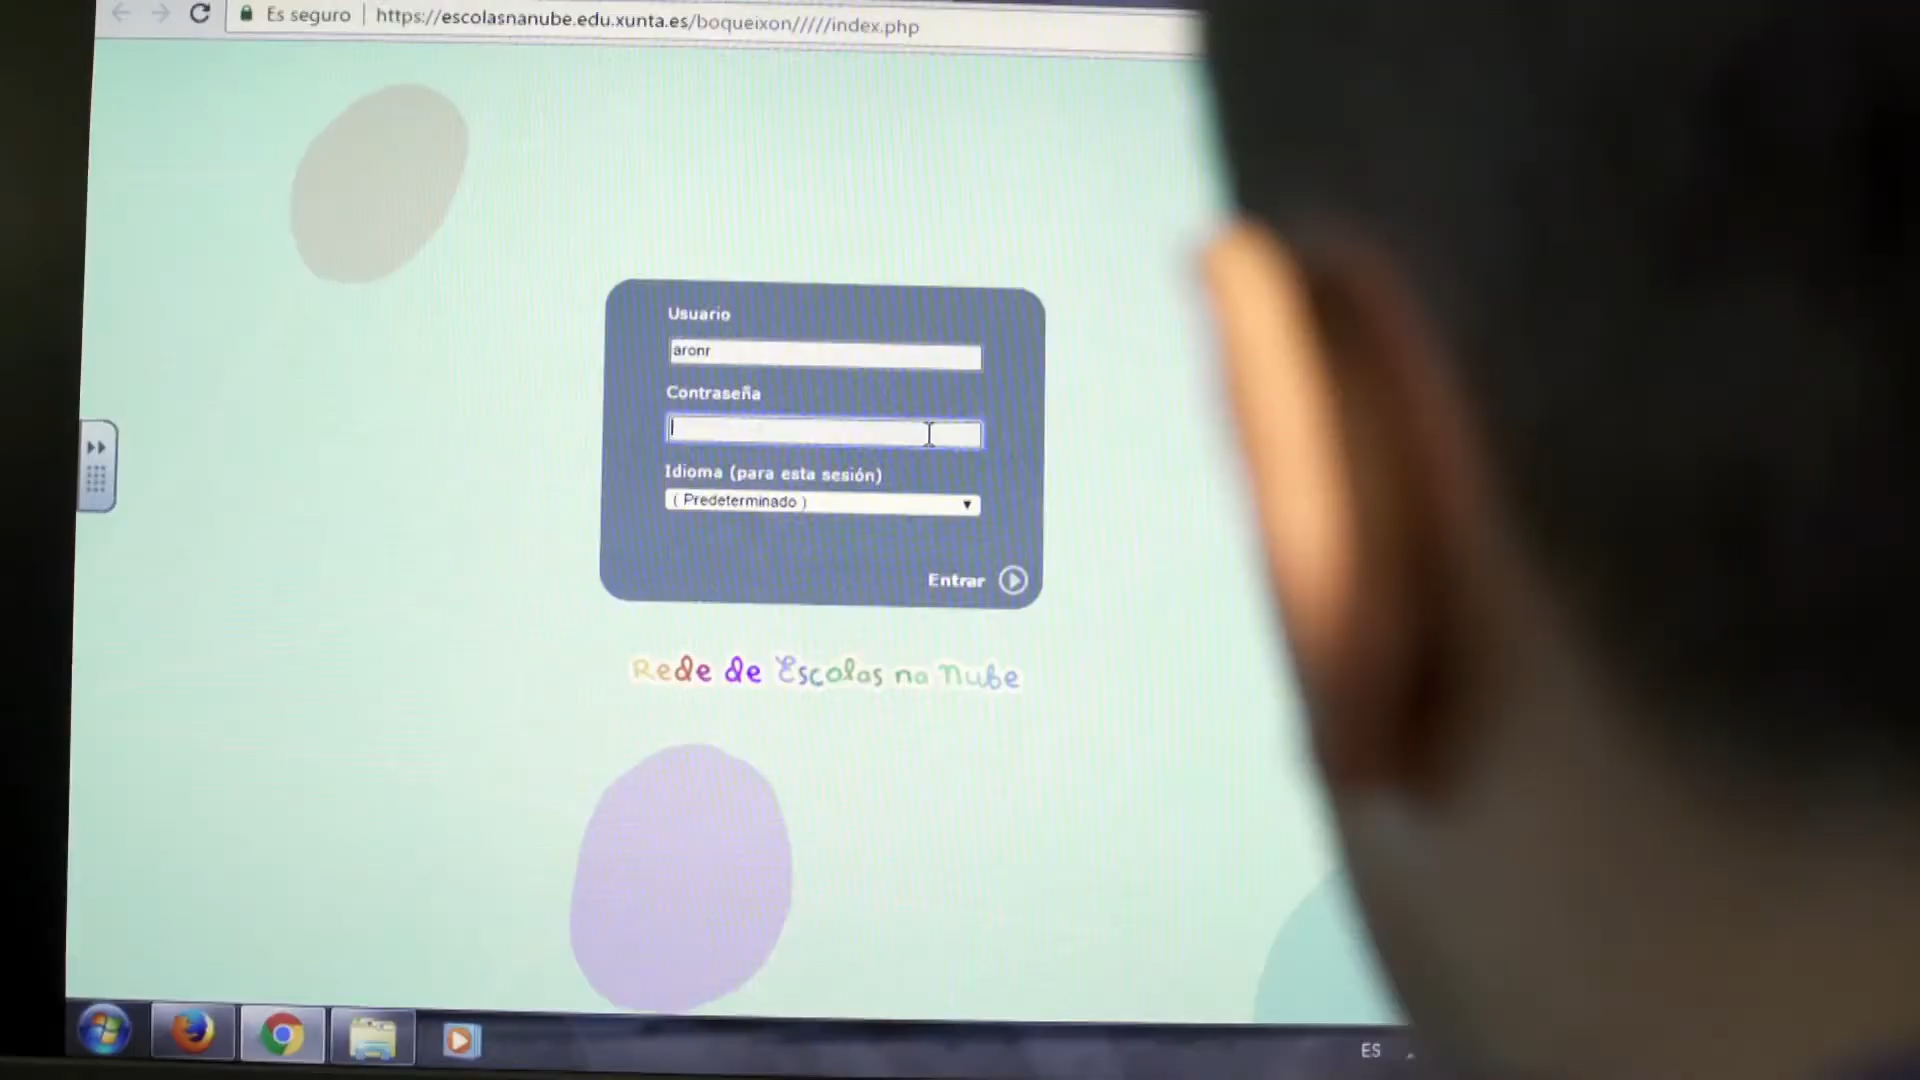 Es seguro | https://escolasnanube.edu.xunta.es/boqueixon/////index.php
Usuario
aronr
Contraseña
Idioma (para esta sesión)
( Predeterminado )
Entrar
Rede de Escolas na Nube
ES